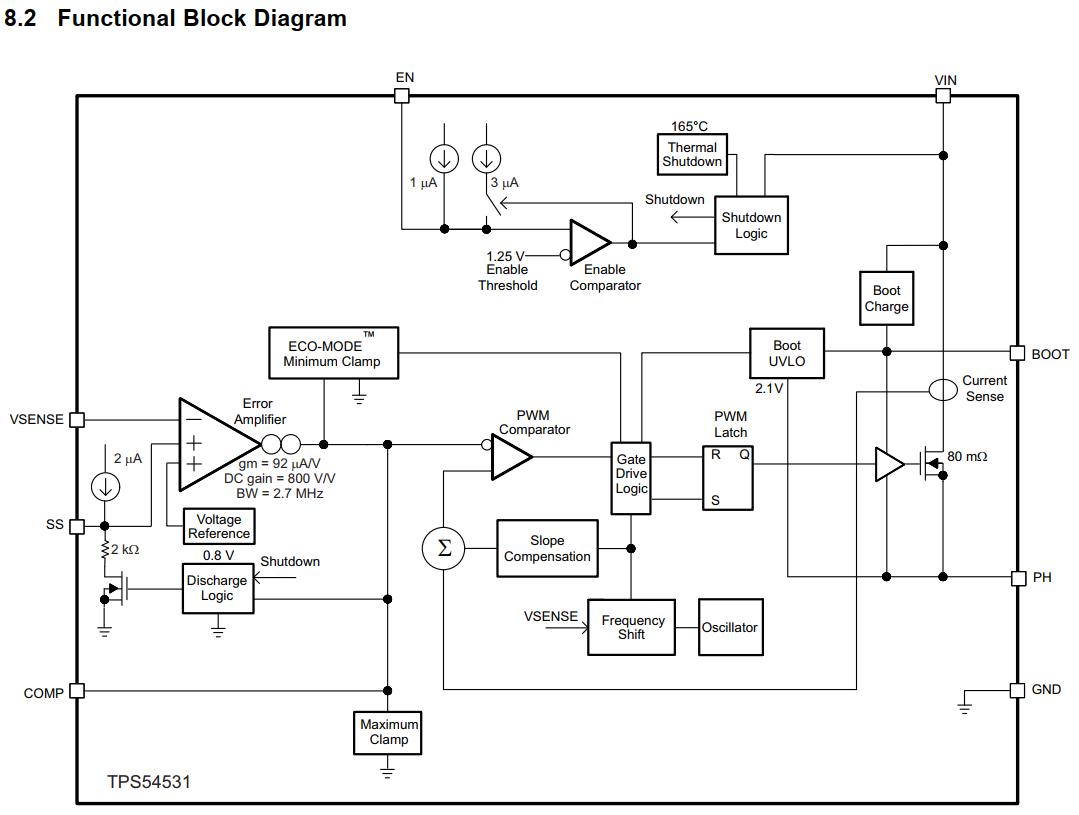 8.2 Functional Block Diagram
EN
VIN
165°C
Thermal
Shutdown
1 µA
3 µA
Shutdown
Shutdown
Logic
1.25 V
Enable
Threshold
Enable
Comparator
Boot
Charge
ECO-MODE™
Minimum Clamp
Boot
UVLO
BOOT
2.1V
Current
Sense
VSENSE
Error
Amplifier
PWM
Comparator
PWM
Latch
2 µA
gm = 92 µA/V
DC gain = 800 V/V
BW = 2.7 MHz
Gate
Drive
Logic
R Q
S
80 mΩ
SS
Voltage
Reference
0.8 V
2 kΩ
Shutdown
Discharge
Logic
Σ
Slope
Compensation
PH
VSENSE
Frequency
Shift
Oscillator
COMP
GND
Maximum
Clamp
TPS54531